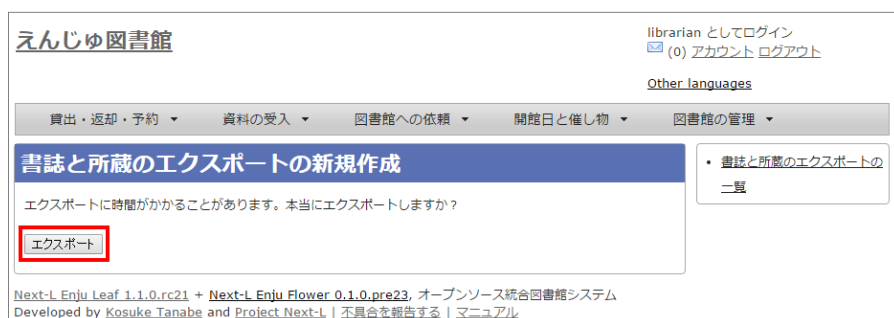 えんじゅ図書館
librarian としてログイン
(0) アカウント ログアウト
Other languages
貸出・返却・予約 ▼ 資料の受入 ▼ 図書館への依頼 ▼ 開館日と催し物 ▼ 図書館の管理 ▼
書誌と所蔵のエクスポートの新規作成
エクスポートに時間がかかることがあります。本当にエクスポートしますか？
エクスポート
• 書誌と所蔵のエクスポートの
一覧
Next-L Enju Leaf 1.1.0.rc21 + Next-L Enju Flower 0.1.0.pre23, オープンソース統合図書館システム
Developed by Kosuke Tanabe and Project Next-L | 不具合を報告する | マニュアル